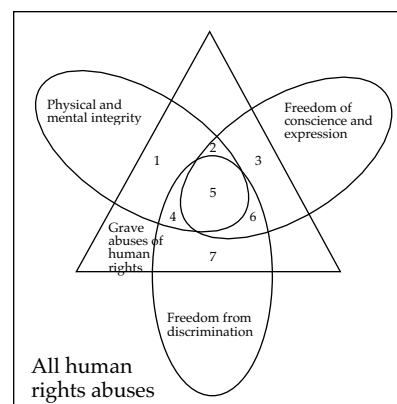 Physical and
mental integrity
Freedom of
conscience and
expression
2
1
3
5
4
6
Grave
abuses of
human
rights
7
Freedom from
discrimination
All human
rights abuses